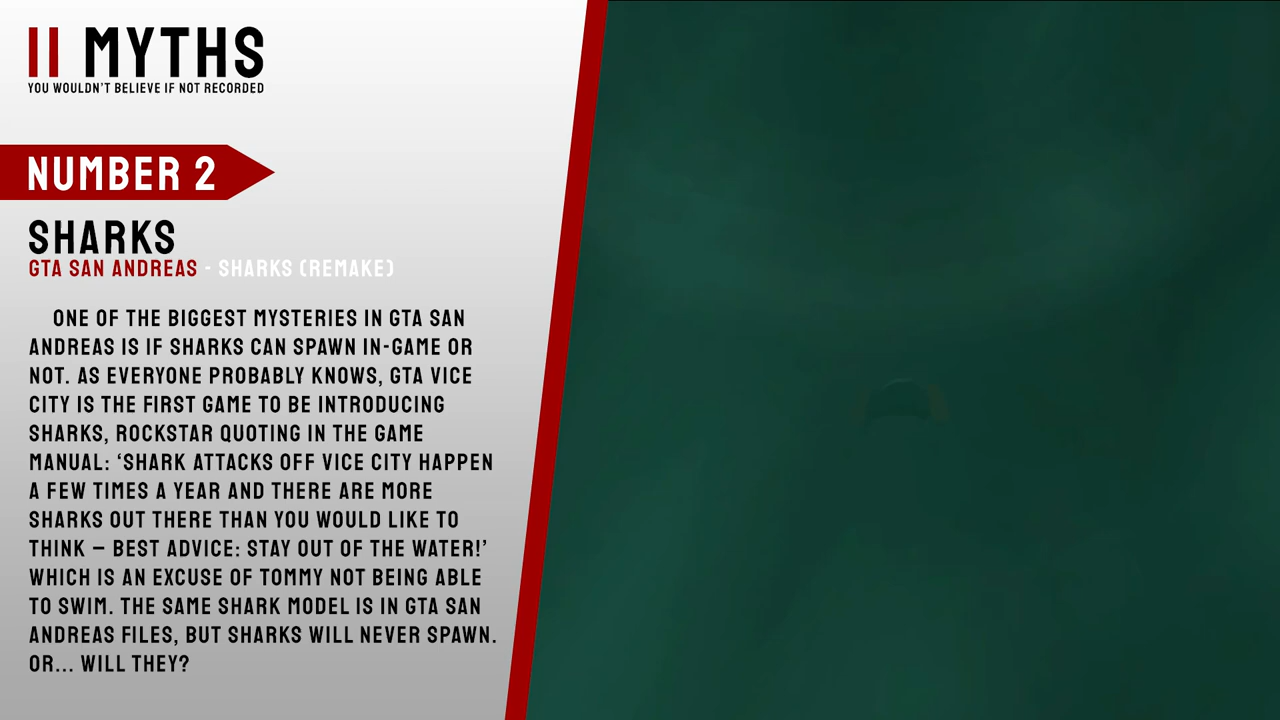 II MYTHS
YOU WOULDN'T BELIEVE IF NOT RECORDED
NUMBER 2
SHARKS
GTA SAN ANDREAS - SHARKS (REMAKE)
ONE OF THE BIGGEST MYSTERIES IN GTA SAN
ANDREAS IS IF SHARKS CAN SPAWN IN-GAME OR
NOT. AS EVERYONE PROBABLY KNOWS, GTA VICE
CITY IS THE FIRST GAME TO BE INTRODUCING
SHARKS, ROCKSTAR QUOTING IN THE GAME
MANUAL: ‘SHARK ATTACKS OFF VICE CITY HAPPEN
A FEW TIMES A YEAR AND THERE ARE MORE
SHARKS OUT THERE THAN YOU WOULD LIKE TO
THINK – BEST ADVICE: STAY OUT OF THE WATER!’
WHICH IS AN EXCUSE OF TOMMY NOT BEING ABLE
TO SWIM. THE SAME SHARK MODEL IS IN GTA SAN
ANDREAS FILES, BUT SHARKS WILL NEVER SPAWN.
OR... WILL THEY?